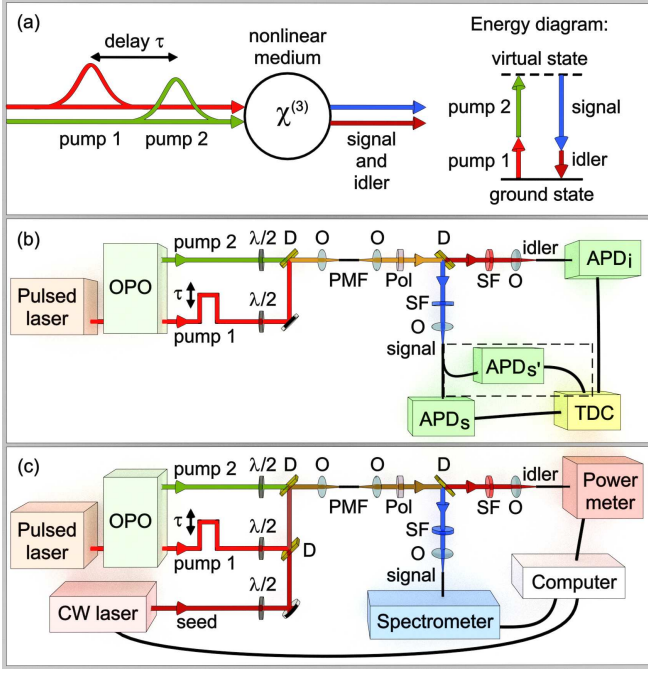 (a)
delay τ
pump 1
pump 2
nonlinear
medium
χ(3)
signal
and
idler
Energy diagram:
virtual state
pump 2
signal
pump 1
idler
ground state
(b)
pump 2
λ/2
D
O
O
D
idler
APDi
OPO
Pulsed
laser
τ
λ/2
pump 1
PMF
Pol
SF
O
SF
O
signal
APDs'
APDs
TDC
(c)
pump 2
λ/2
D
O
O
D
idler
Power
meter
OPO
Pulsed
laser
τ
λ/2
pump 1
D
PMF
Pol
SF
O
SF
O
signal
λ/2
CW laser
seed
Spectrometer
Computer